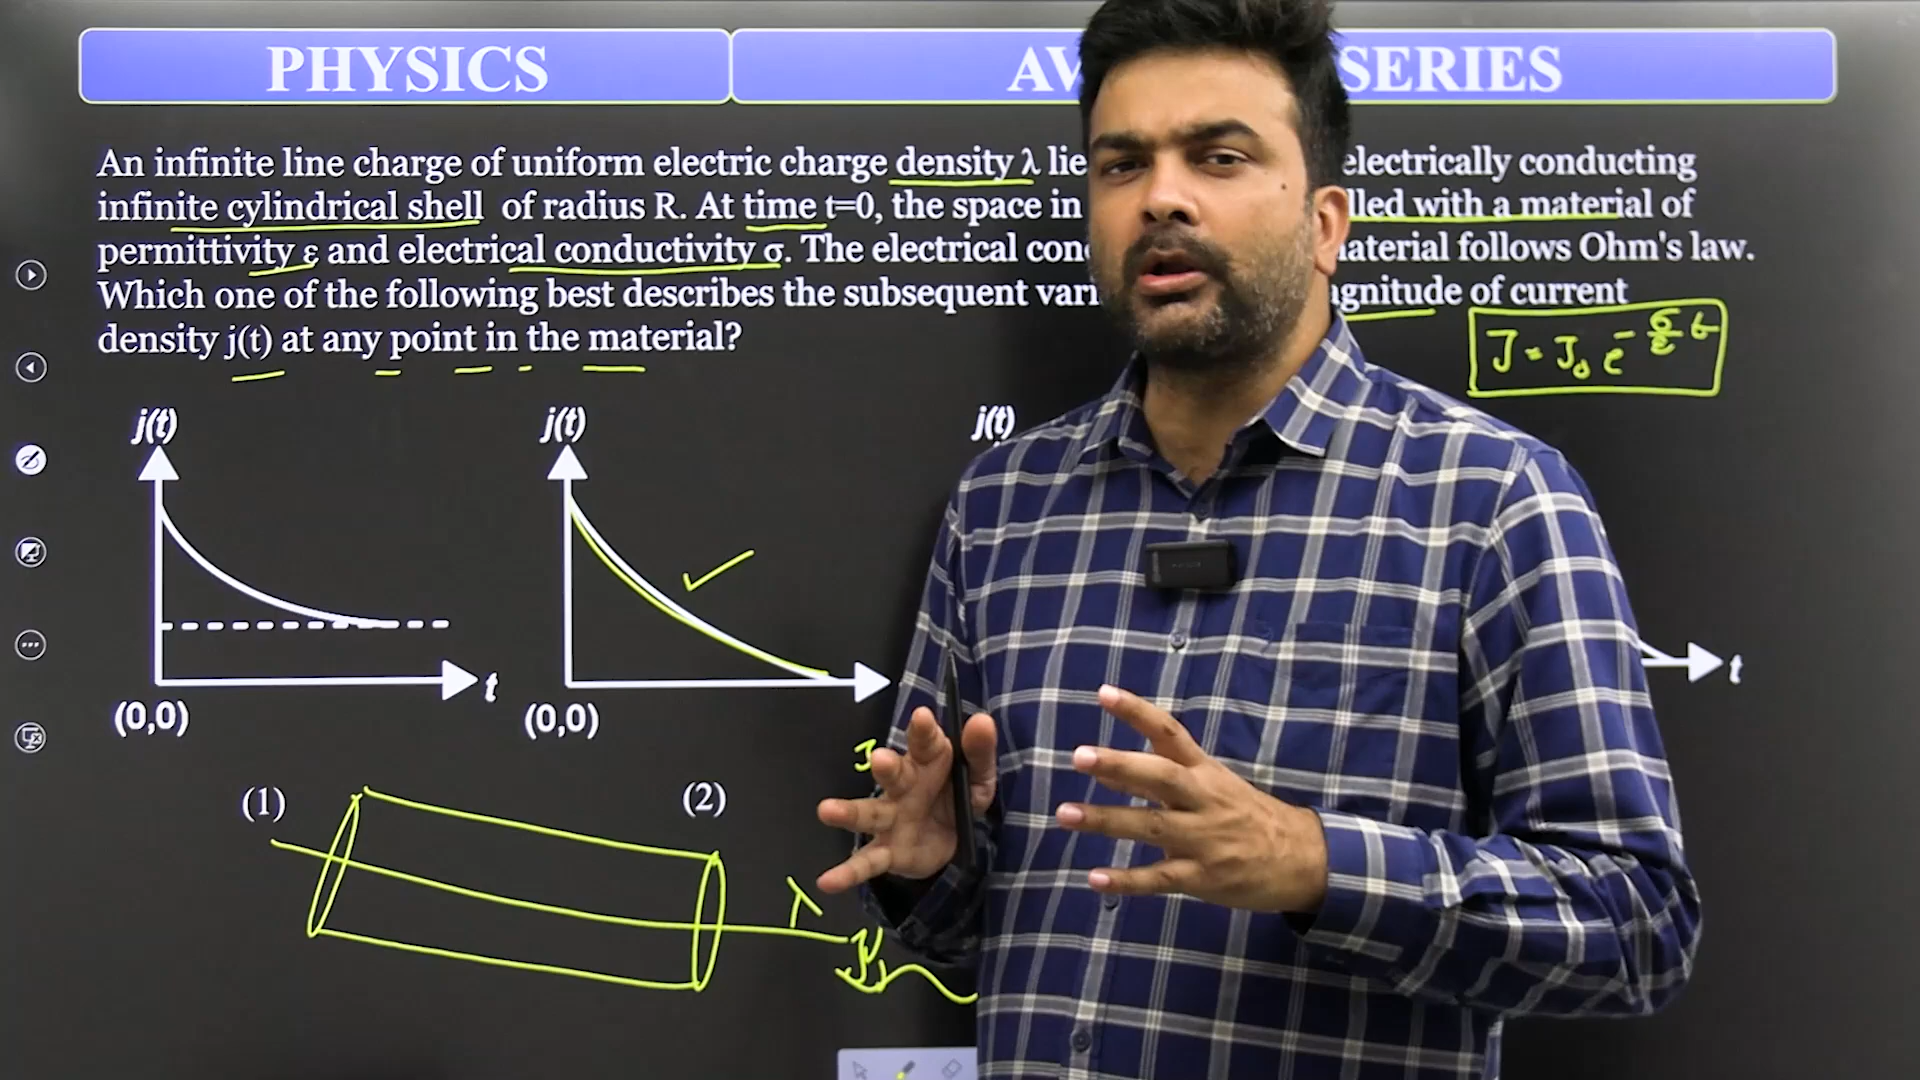 PHYSICS
AV SERIES
An infinite line charge of uniform electric charge density λ lie electrically conducting
infinite cylindrical shell of radius R. At time t=0, the space in lled with a material of
permittivity ε and electrical conductivity σ. The electrical con aterial follows Ohm's law.
Which one of the following best describes the subsequent vari agnitude of current
density j(t) at any point in the material?
J = J₀ e^{-σ/ε t}
j(t)
j(t)
j(t)
t
t
(0,0)
(0,0)
(1)
(2)
λ